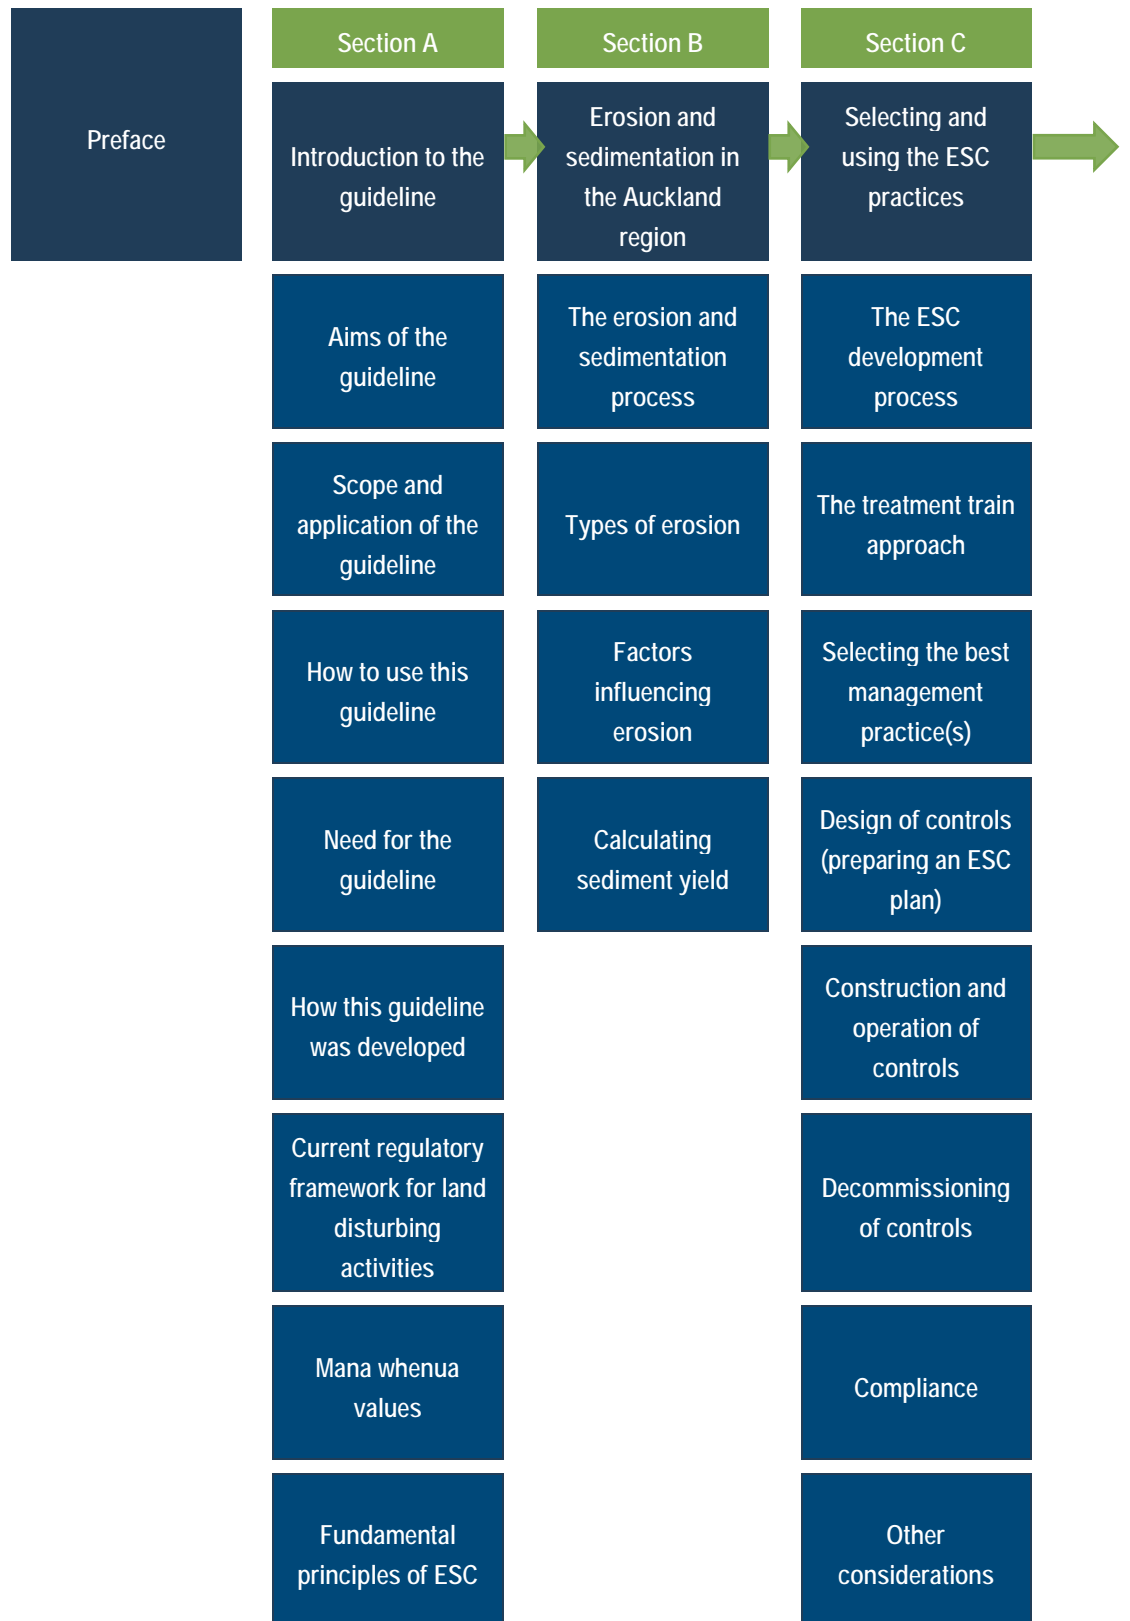 Preface
Section A
Introduction to the
guideline
Aims of the
guideline
Scope and
application of the
guideline
How to use this
guideline
Need for the
guideline
How this guideline
was developed
Current regulatory
framework for land
disturbing
activities
Mana whenua
values
Fundamental
principles of ESC
Section B
Erosion and
sedimentation in
the Auckland
region
The erosion and
sedimentation
process
Types of erosion
Factors
influencing
erosion
Calculating
sediment yield
Section C
Selecting and
using the ESC
practices
The ESC
development
process
The treatment train
approach
Selecting the best
management
practice(s)
Design of controls
(preparing an ESC
plan)
Construction and
operation of
controls
Decommissioning
of controls
Compliance
Other
considerations